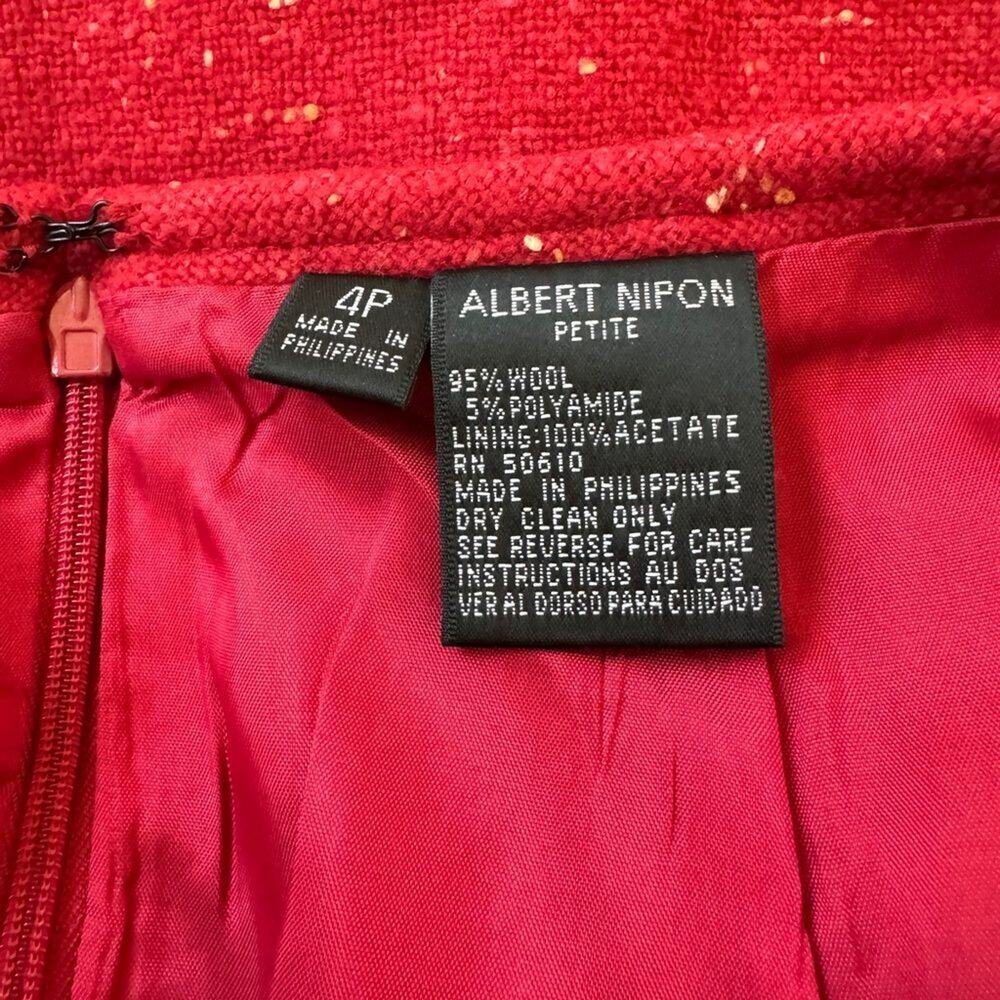 4P
MADE IN
PHILIPPINES
ALBERT NIPON
PETITE
95% WOOL
5% POLYAMIDE
LINING:100% ACETATE
RN 50610
MADE IN PHILIPPINES
DRY CLEAN ONLY
SEE REVERSE FOR CARE
INSTRUCTIONS AU DOS
VER AL DORSO PARA CUIDADO